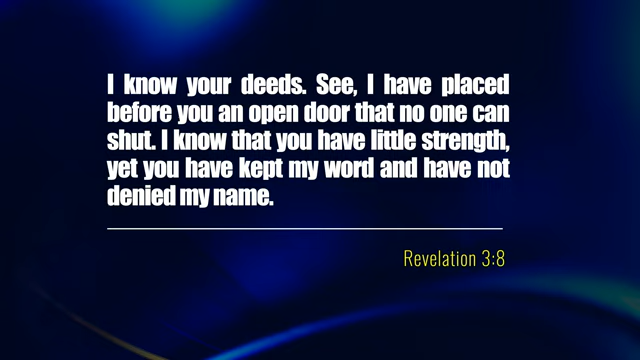 I know your deeds. See, I have placed
before you an open door that no one can
shut. I know that you have little strength,
yet you have kept my word and have not
denied my name.
Revelation 3:8